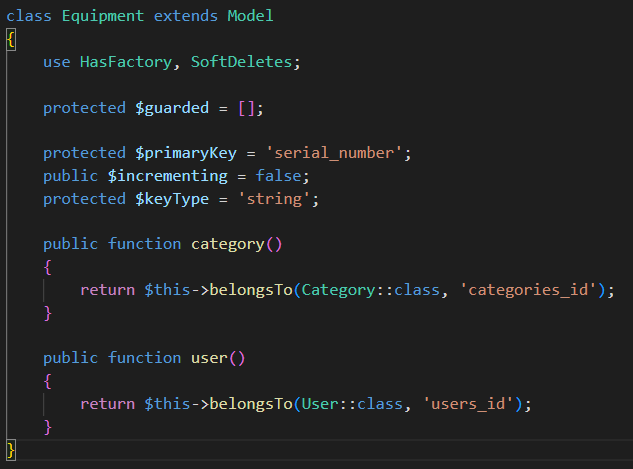 class Equipment extends Model
{
    use HasFactory, SoftDeletes;
    protected $guarded = [];
    protected $primaryKey = 'serial_number';
    public $incrementing = false;
    protected $keyType = 'string';
    public function category()
    {
        return $this->belongsTo(Category::class, 'categories_id');
    }
    public function user()
    {
        return $this->belongsTo(User::class, 'users_id');
    }
}